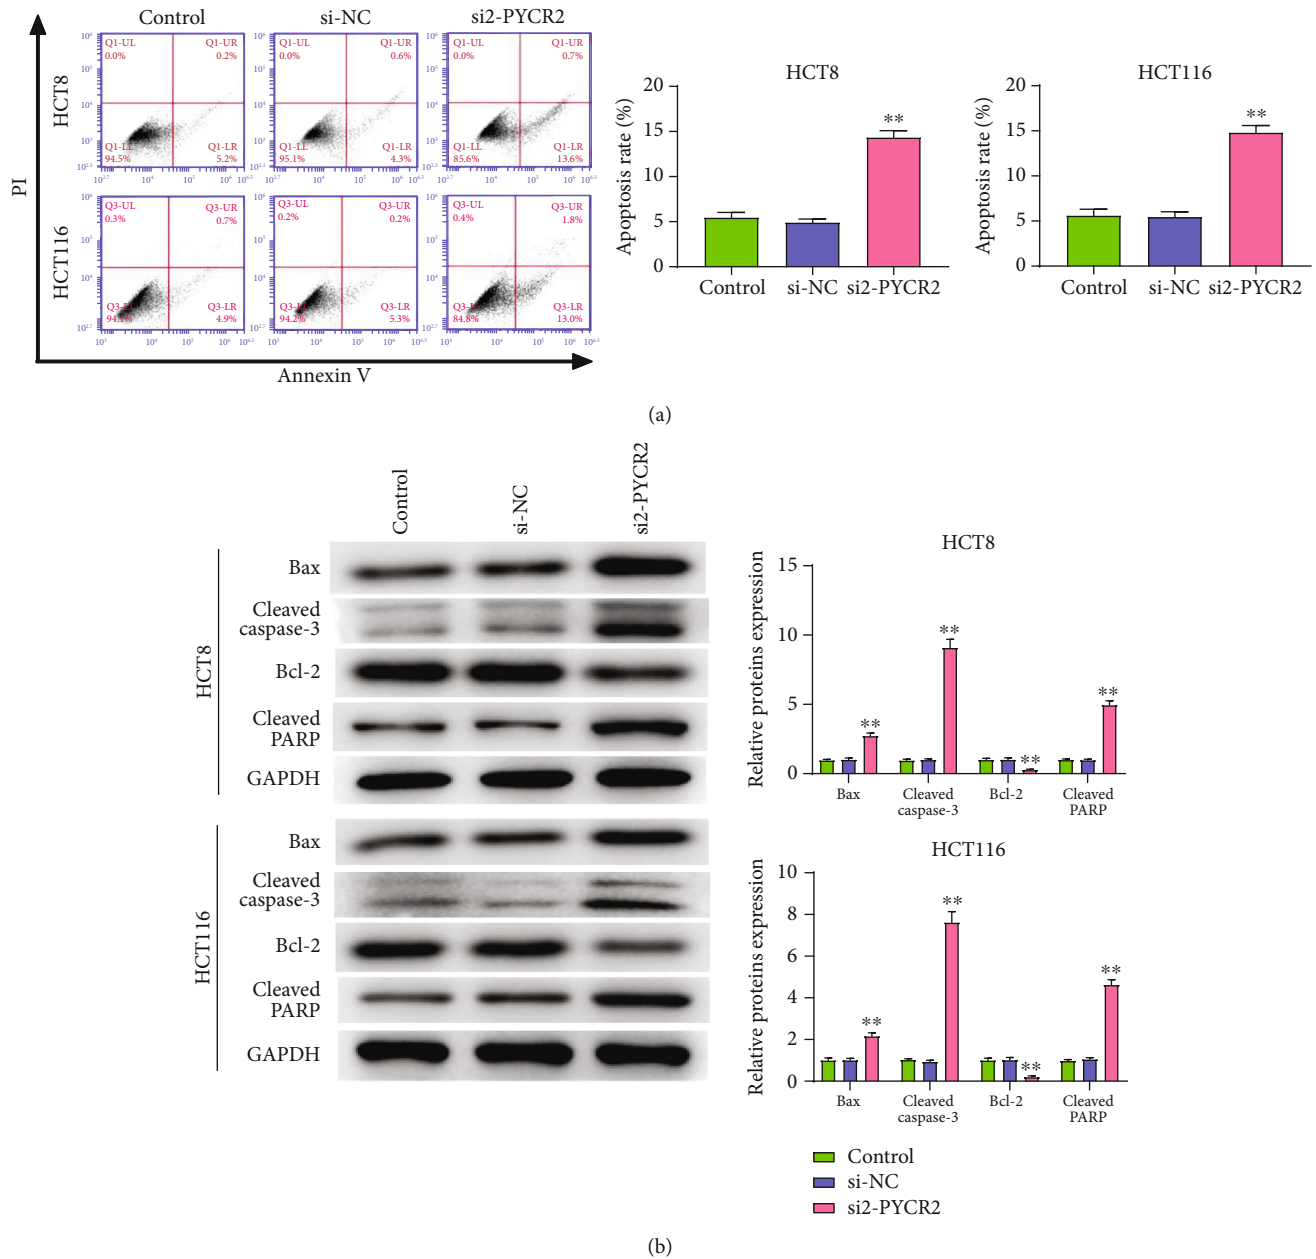 Control si-NC si2-PYCR2
PI
HCT8
Q1-UL Q1-UR
0.0% 0.2%
Q1-LL Q1-LR
94.5% 5.2%
Q1-UL Q1-UR
0.0% 0.6%
Q1-LL Q1-LR
95.1% 4.3%
Q1-UL Q1-UR
0.0% 0.7%
Q1-LL Q1-LR
85.6% 13.6%
HCT116
Q3-UL Q3-UR
0.3% 0.7%
Q3-LR
4.9%
Q3-UL Q3-UR
0.2% 0.2%
Q3-LR
94.2% 5.3%
Q3-UL Q3-UR
0.4% 1.8%
Q3-LR
84.8% 13.0%
Annexin V
HCT8
Apoptosis rate (%)
20
15
10
5
0
**
Control si-NC si2-PYCR2
HCT116
Apoptosis rate (%)
20
15
10
5
0
**
Control si-NC si2-PYCR2
(a)
Control si-NC si2-PYCR2
HCT8
Bax
Cleaved
caspase-3
Bcl-2
Cleaved
PARP
GAPDH
HCT116
Bax
Cleaved
caspase-3
Bcl-2
Cleaved
PARP
GAPDH
HCT8
Relative proteins expression
15
10
5
0
** ** ** **
Bax Cleaved Bcl-2 Cleaved
caspase-3 PARP
HCT116
Relative proteins expression
10
8
6
4
2
0
** ** ** **
Bax Cleaved Bcl-2 Cleaved
caspase-3 PARP
Control
si-NC
si2-PYCR2
(b)